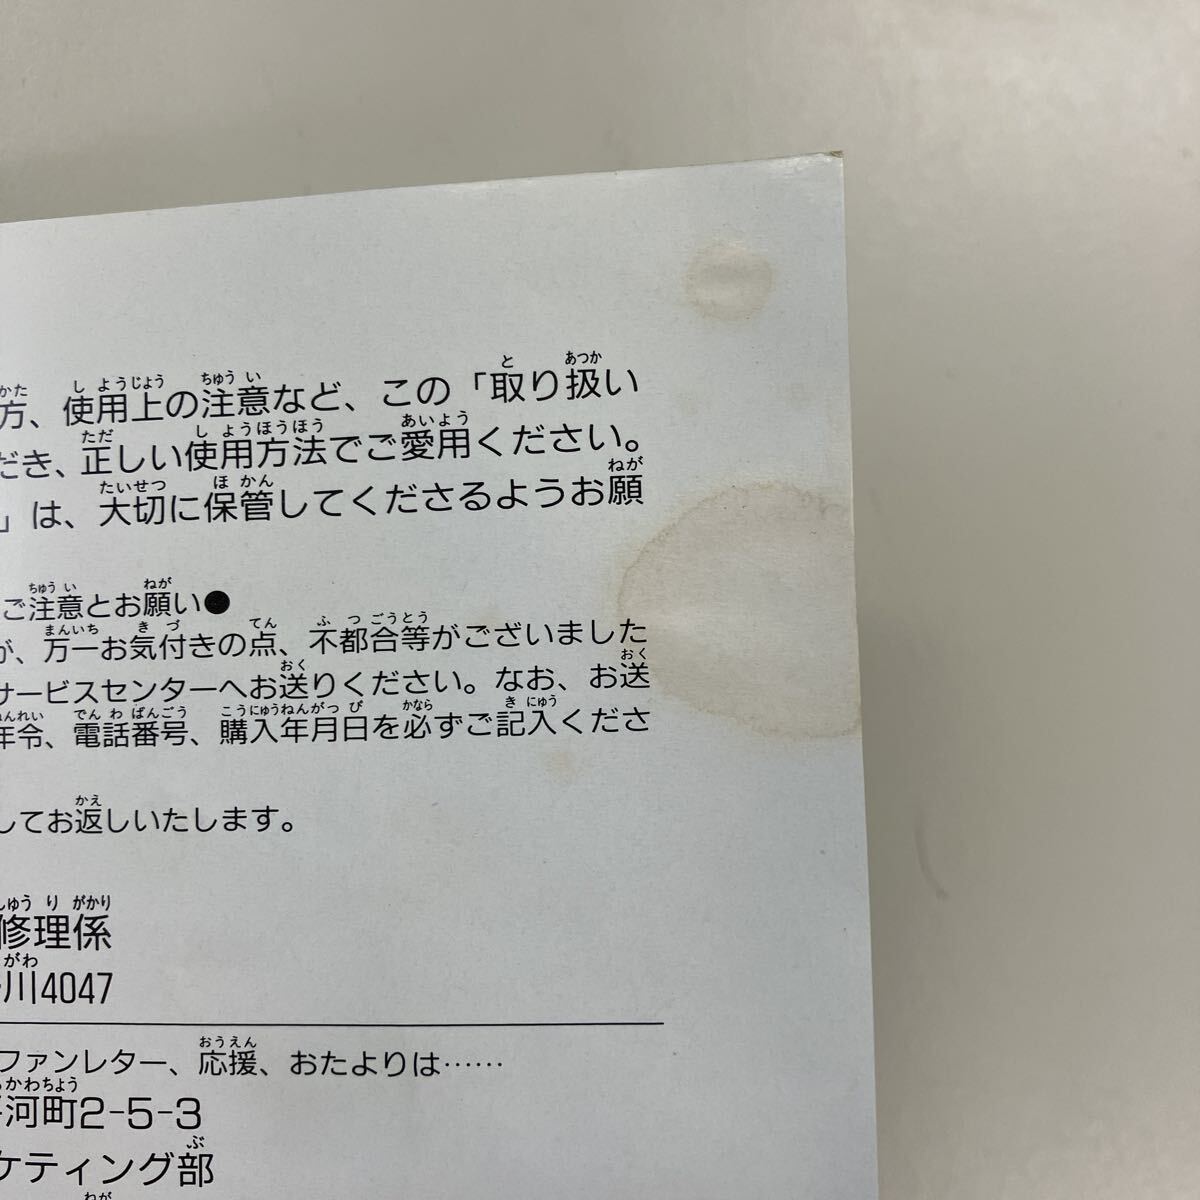 方、使用上の注意など、この「取り扱い
だき、正しい使用方法でご愛用ください。
」は、大切に保管してくださるようお願
ご注意とお願い●
が、万一お気付きの点、不都合等がございました
サービスセンターへお送りください。なお、お送
年令、電話番号、購入年月日を必ずご記入くださ
してお返しいたします。
修理係
川4047
ファンレター、応援、おたよりは……
河町2-5-3
ケティング部